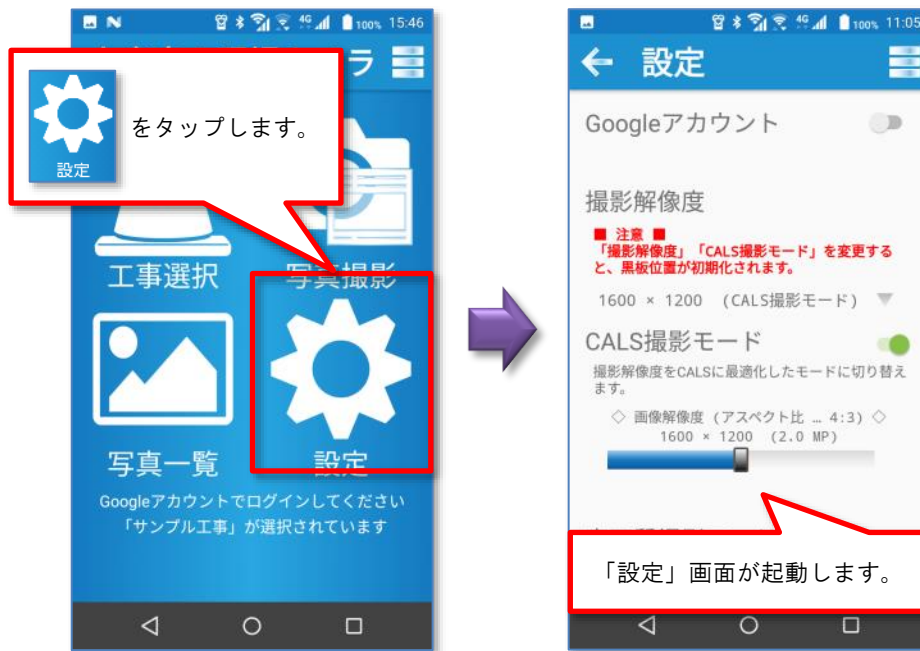 4G 100% 15:46
ラ
設定
をタップします。
工事選択
写真撮影
写真一覧
設定
Googleアカウントでログインしてください
「サンプル工事」が選択されています
4G 100% 11:05
設定
Googleアカウント
撮影解像度
■ 注意 ■
「撮影解像度」「CALS撮影モード」を変更する
と、黒板位置が初期化されます。
1600 × 1200 (CALS撮影モード)
CALS撮影モード
撮影解像度をCALSに最適化したモードに切り替え
ます。
◇ 画像解像度 (アスペクト比 … 4:3) ◇
1600 × 1200 (2.0 MP)
「設定」画面が起動します。